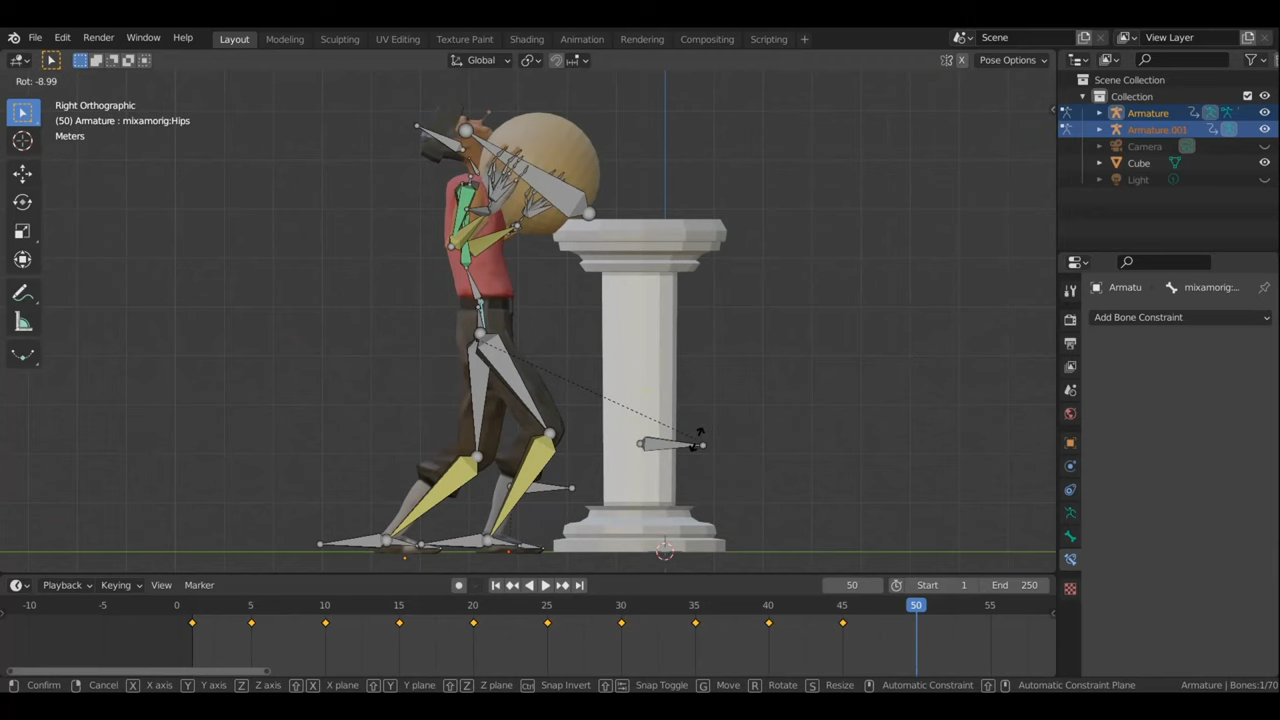 File Edit Render Window Help Layout Modeling Sculpting UV Editing Texture Paint Shading Animation Rendering Compositing Scripting + Scene View Layer
Global X Pose Options
Rot: -8.99
Right Orthographic
(50) Armature : mixamorig:Hips
Meters
Scene Collection
Collection
Armature
Armature.001
Camera
Cube
Light
Armatu mixamorig:...
Add Bone Constraint
Playback Keying View Marker 50 Start 1 End 250
-10 -5 0 5 10 15 20 25 30 35 40 45 50 55
Confirm Cancel X X axis Y Y axis Z Z axis X X plane Y Y plane Z Z plane Ctrl Snap Invert Snap Toggle G Move R Rotate S Resize Automatic Constraint Automatic Constraint Plane Armature | Bones:1/70